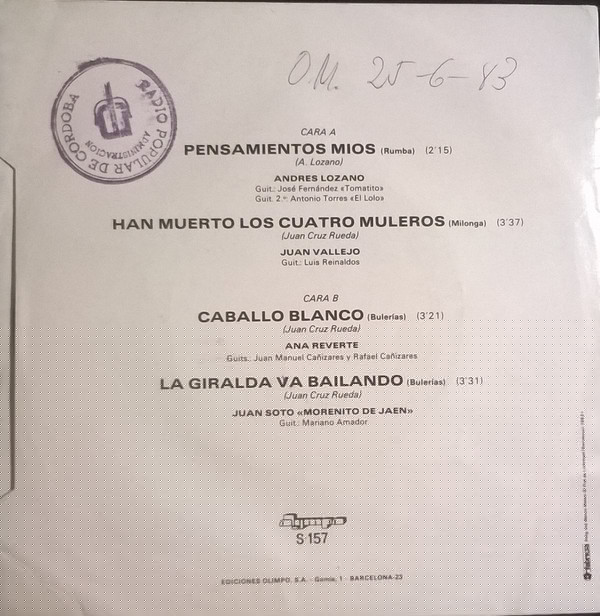 O.M. 25-6-83
RADIO POPULAR DE CORDOBA
ADMINISTRACION
CARA A
PENSAMIENTOS MIOS (Rumba) (2'15)
(A. Lozano)
ANDRES LOZANO
Guit.: José Fernández «Tomatito»
Guit. 2.º: Antonio Torres «El Lolo»
HAN MUERTO LOS CUATRO MULEROS (Milonga) (3'37)
(Juan Cruz Rueda)
JUAN VALLEJO
Guit.: Luis Reinaldos
CARA B
CABALLO BLANCO (Bulerías) (3'21)
(Juan Cruz Rueda)
ANA REVERTE
Guits.: Juan Manuel Cañizares y Rafael Cañizares
LA GIRALDA VA BAILANDO (Bulerías) (3'31)
(Juan Cruz Rueda)
JUAN SOTO «MORENITO DE JAEN»
Guit.: Mariano Amador
olympo
S 157
EDICIONES OLIMPO, S.A. - Gomis, 1 - BARCELONA-23